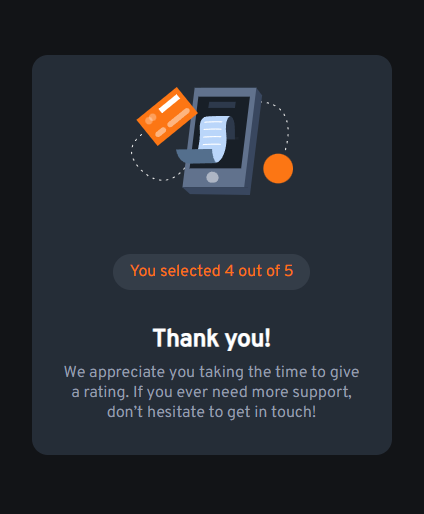 You selected 4 out of 5
Thank you!
We appreciate you taking the time to give
a rating. If you ever need more support,
don’t hesitate to get in touch!